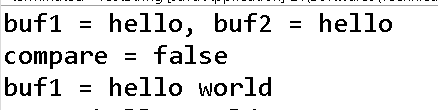 buf1 = hello, buf2 = hello
compare = false
buf1 = hello world